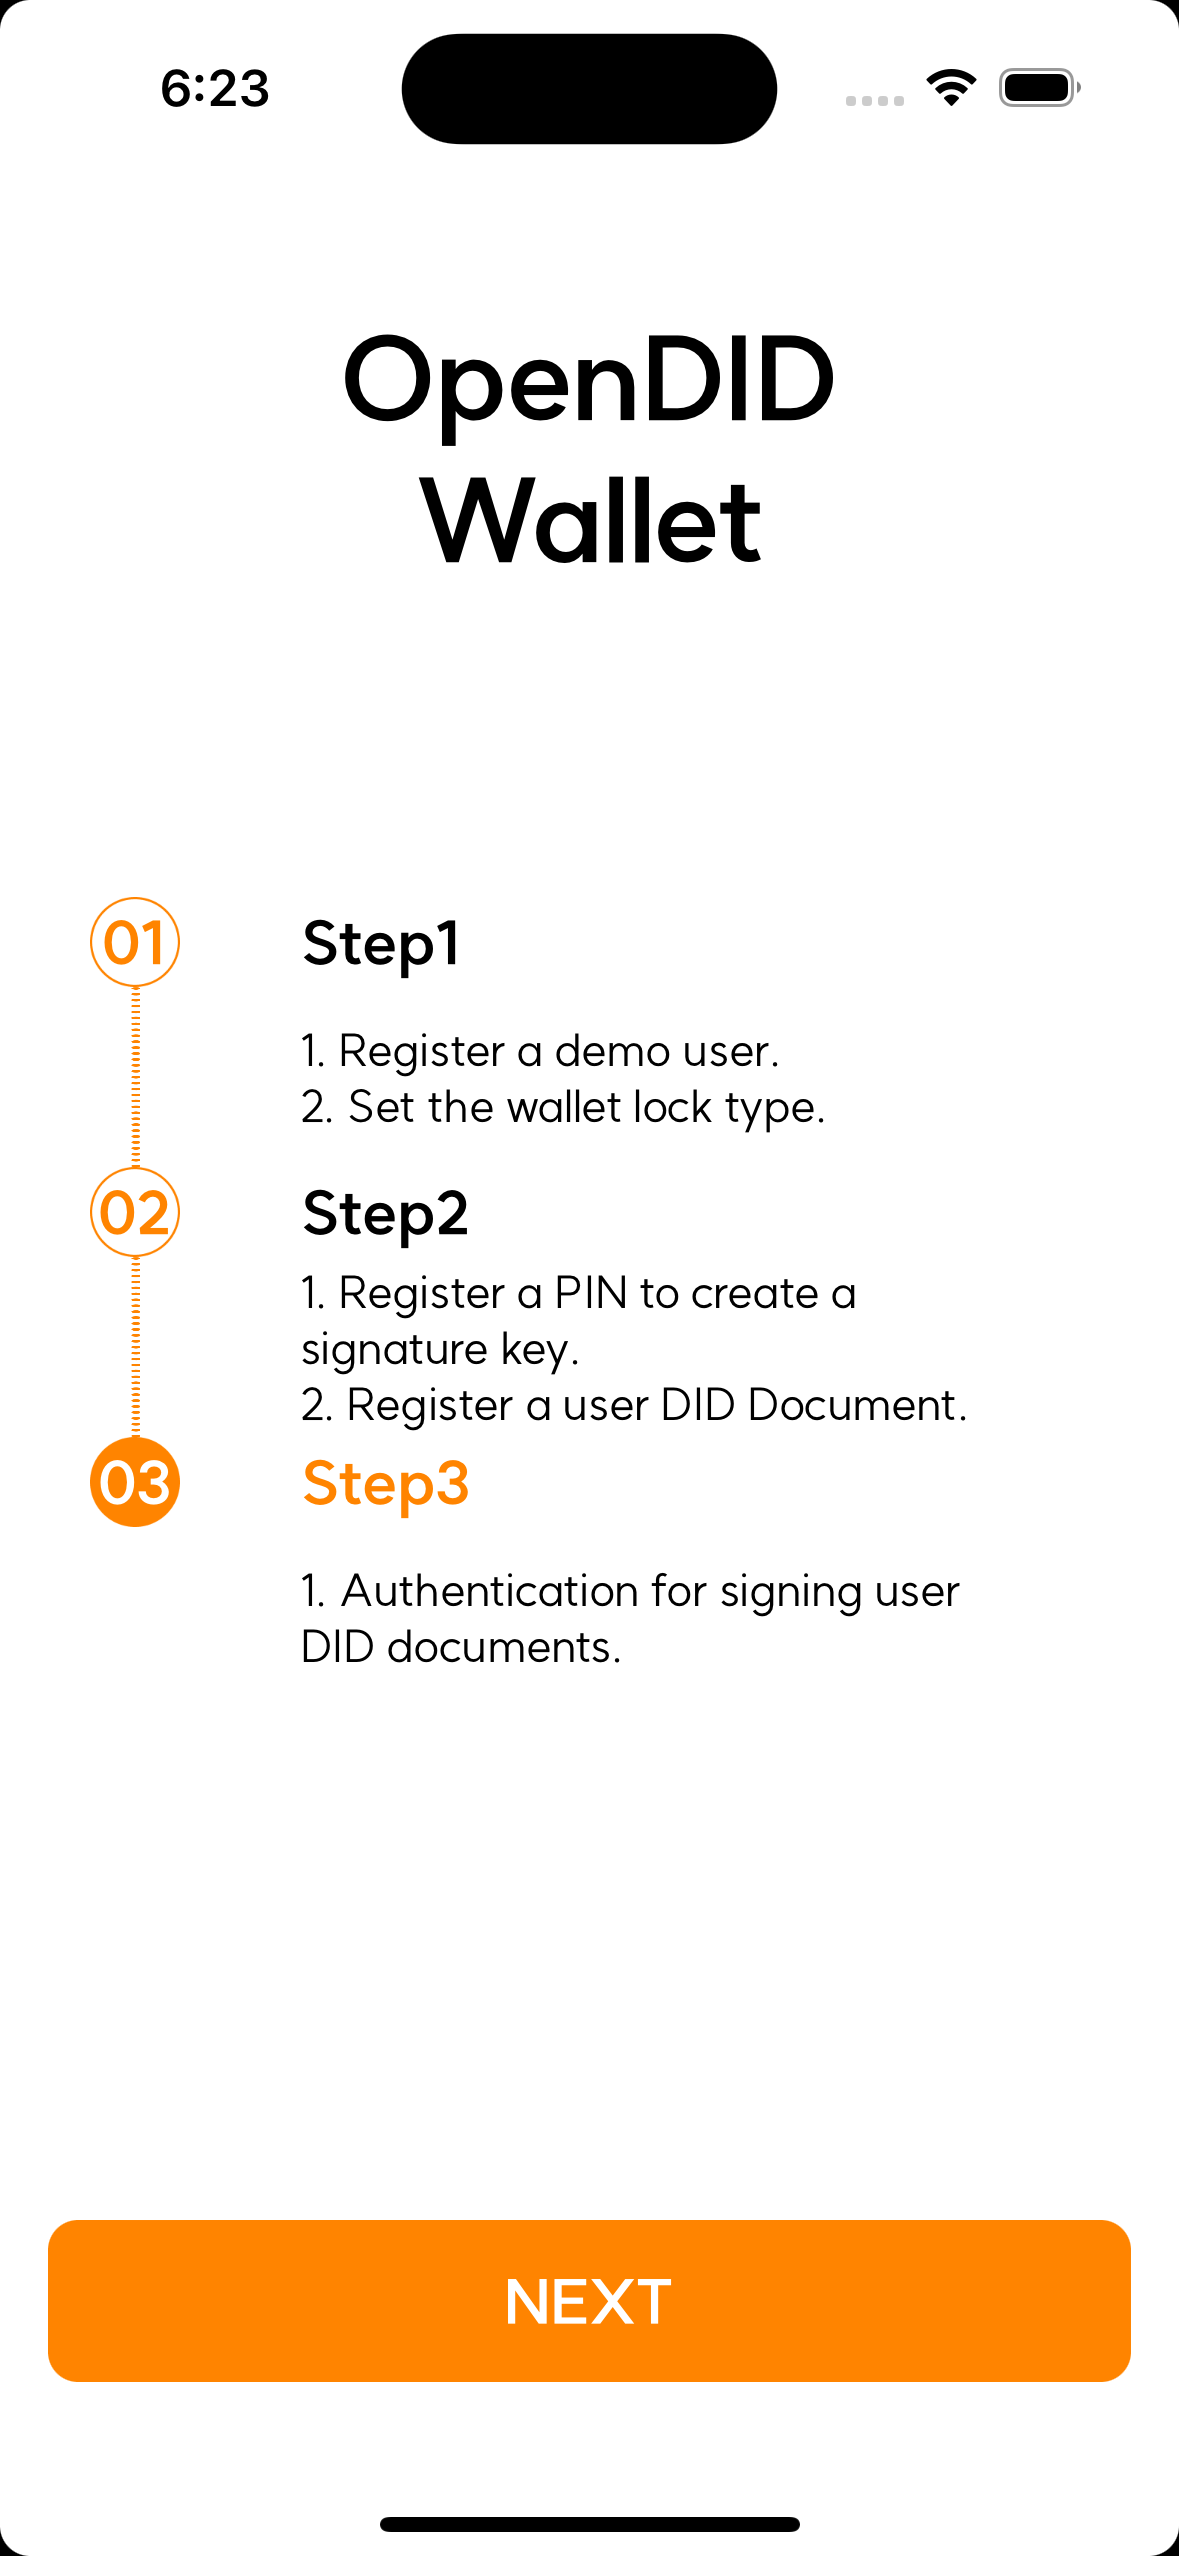 6:23
OpenDID
Wallet
01
Step1
1. Register a demo user.
2. Set the wallet lock type.
02
Step2
1. Register a PIN to create a
signature key.
2. Register a user DID Document.
03
Step3
1. Authentication for signing user
DID documents.
NEXT